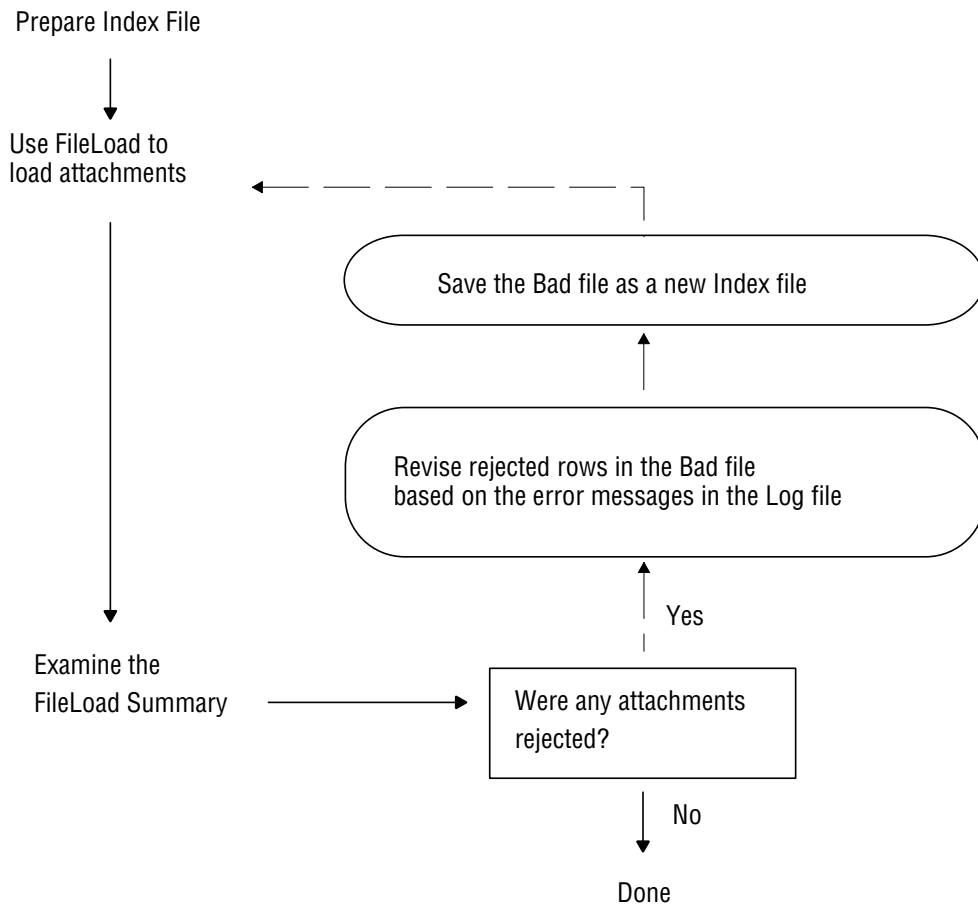 Prepare Index File
Use FileLoad to
load attachments
Save the Bad file as a new Index file
Revise rejected rows in the Bad file
based on the error messages in the Log file
Yes
Examine the
FileLoad Summary
Were any attachments
rejected?
No
Done